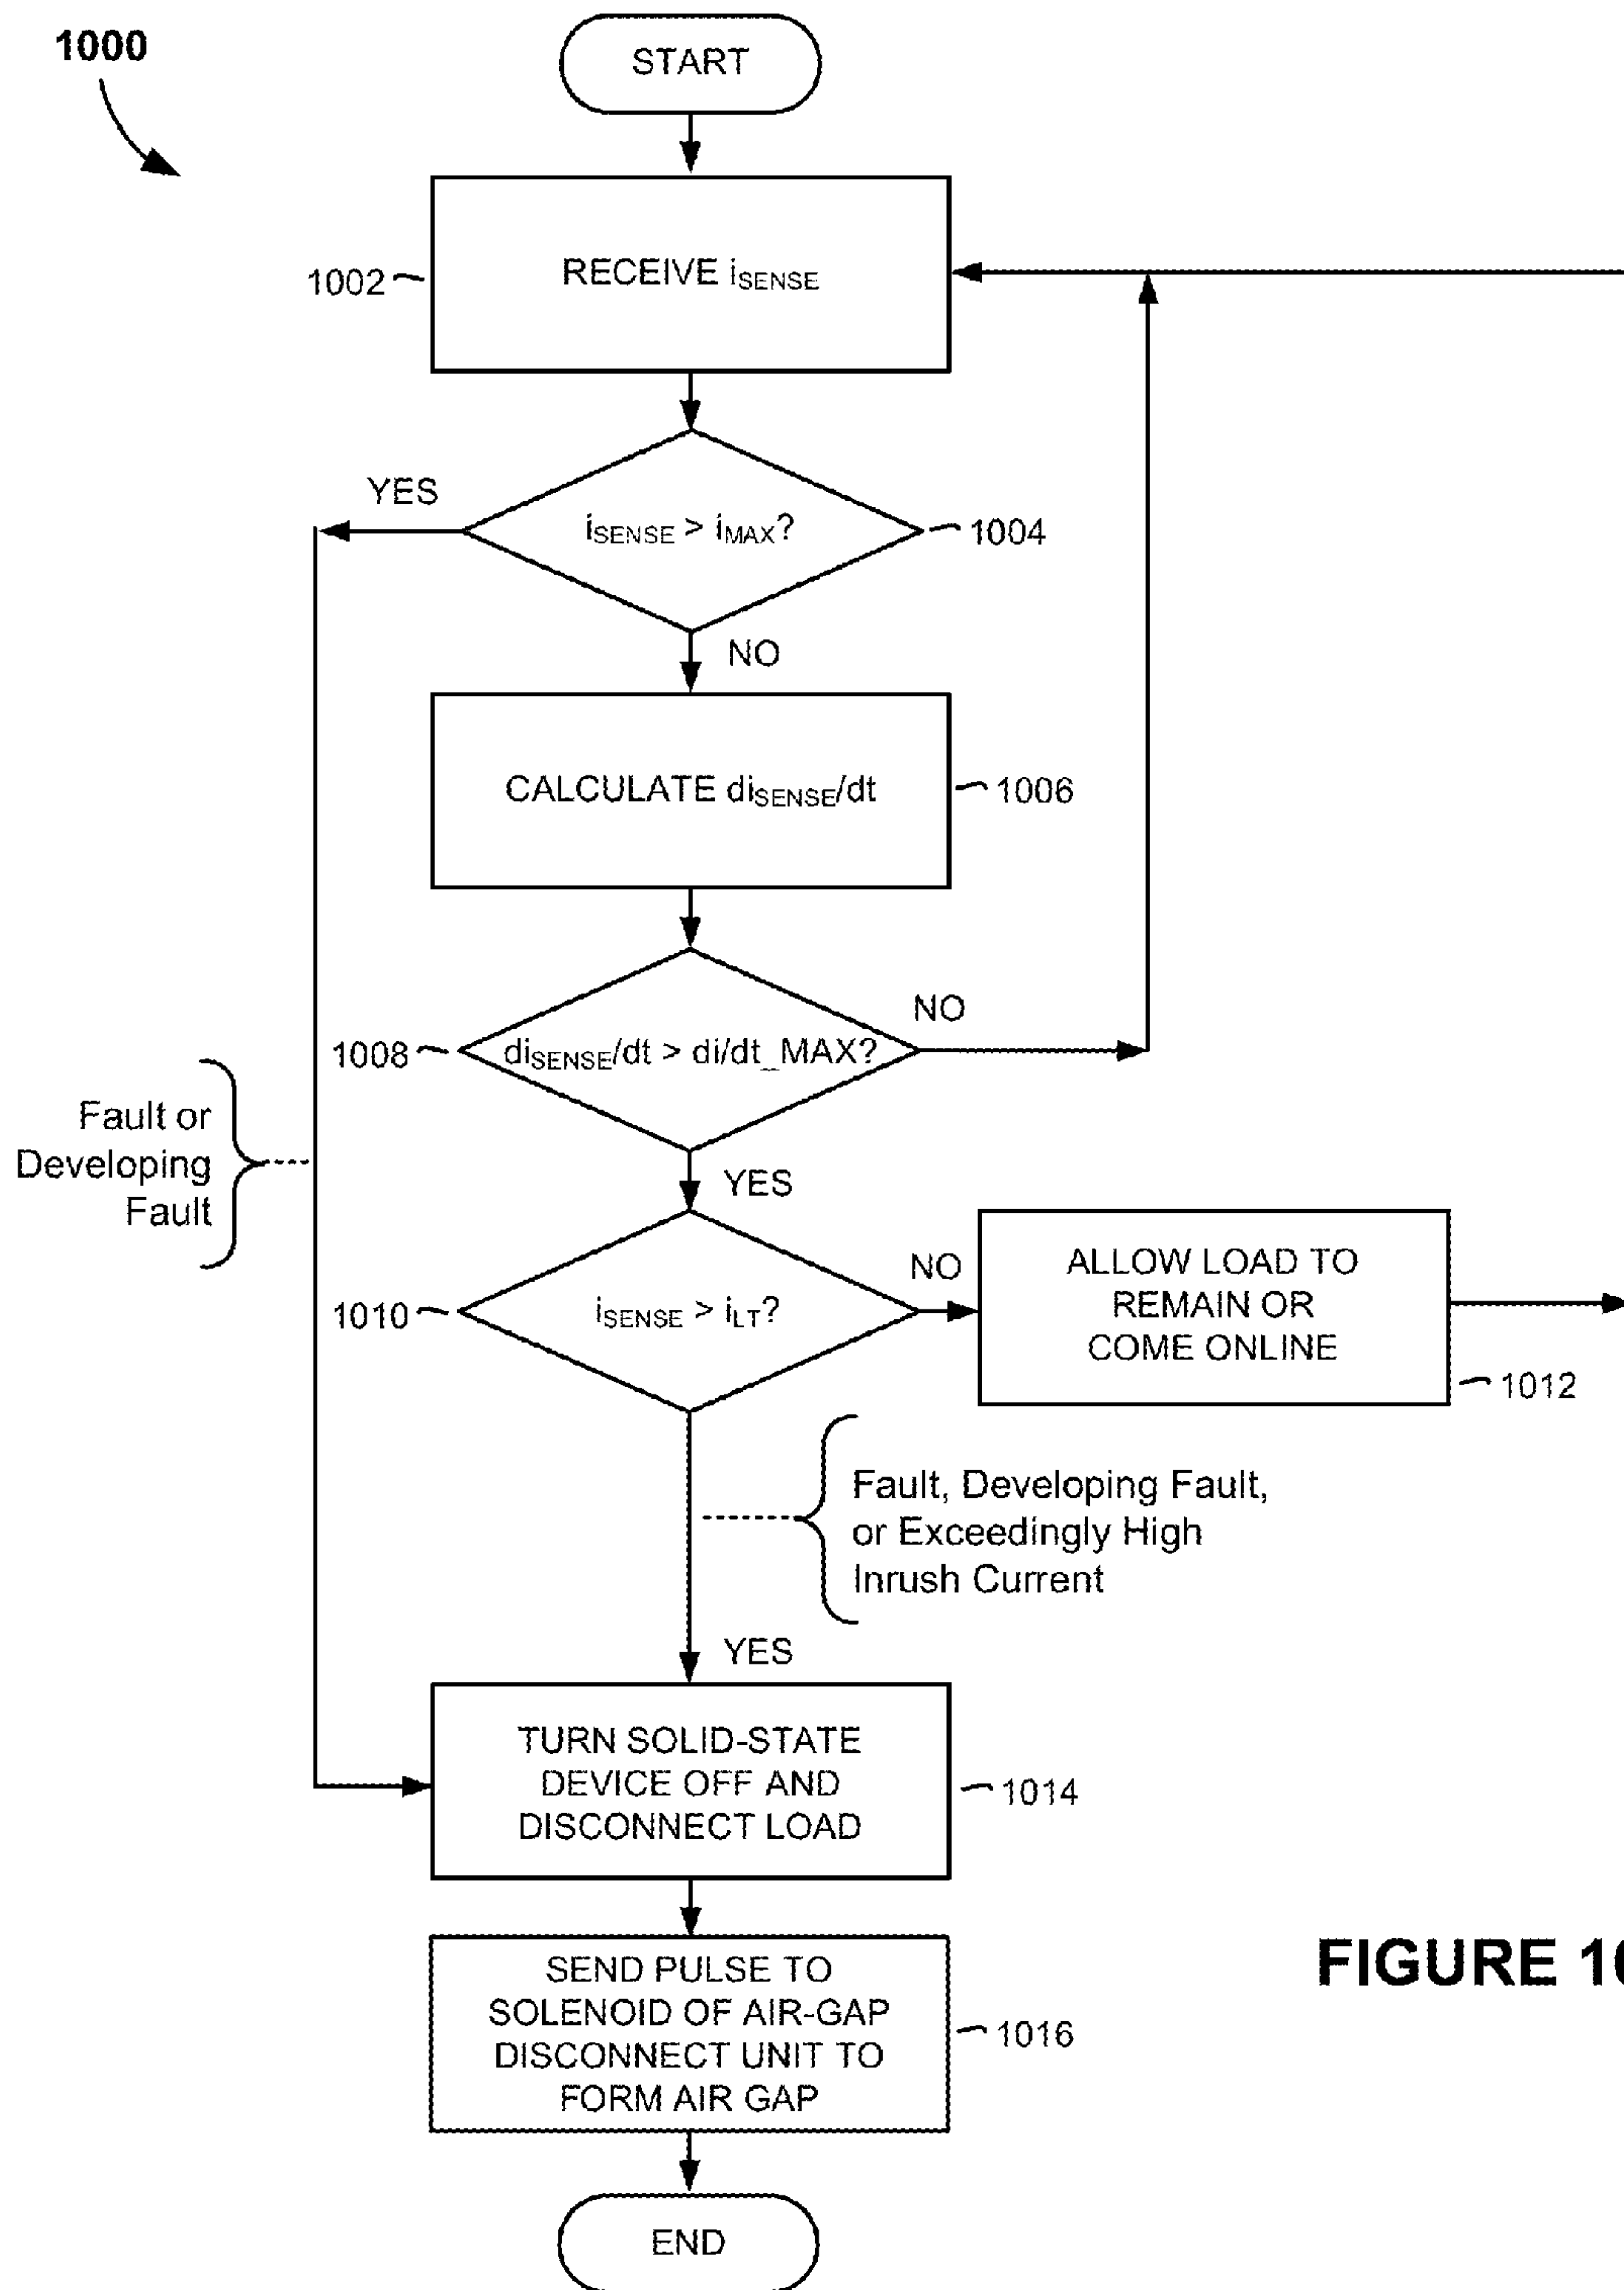 1000
START
RECEIVE iSENSE
1002
YES
iSENSE > iMAX?
1004
NO
CALCULATE diSENSE/dt
1006
NO
1008
diSENSE/dt > di/dt_MAX?
Fault or
Developing
Fault
YES
1010
iSENSE > iLT?
NO
ALLOW LOAD TO
REMAIN OR
COME ONLINE
1012
Fault, Developing Fault,
or Exceedingly High
Inrush Current
YES
TURN SOLID-STATE
DEVICE OFF AND
DISCONNECT LOAD
1014
SEND PULSE TO
SOLENOID OF AIR-GAP
DISCONNECT UNIT TO
FORM AIR GAP
1016
FIGURE 10
END